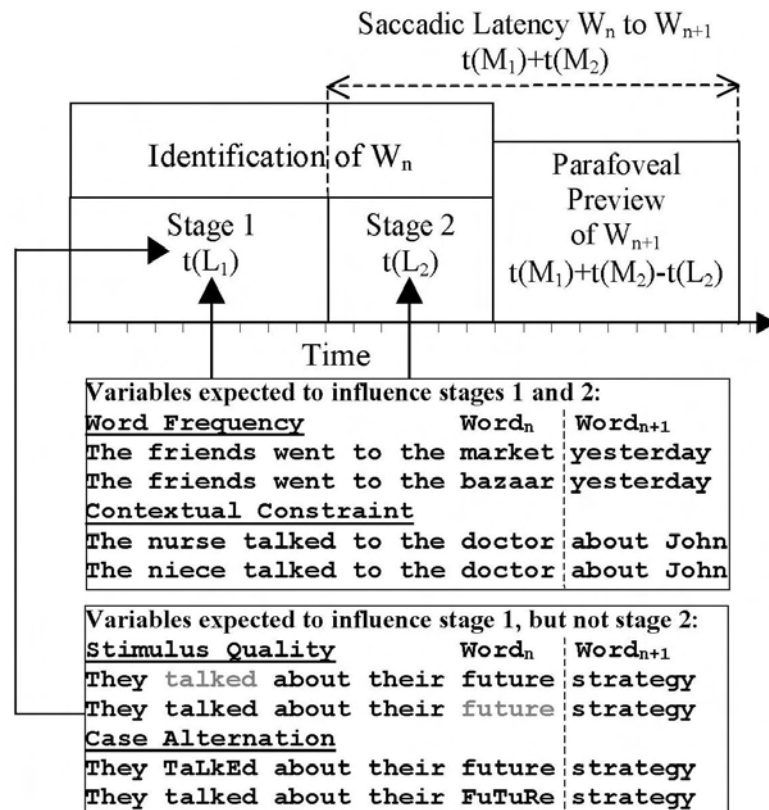 Saccadic Latency Wn to Wn+1
t(M1)+t(M2)
Identification of Wn
Stage 1
t(L1)
Stage 2
t(L2)
Parafoveal
Preview
of Wn+1
t(M1)+t(M2)-t(L2)
Time
Variables expected to influence stages 1 and 2:
Word Frequency Wordn Wordn+1
The friends went to the market yesterday
The friends went to the bazaar yesterday
Contextual Constraint
The nurse talked to the doctor about John
The niece talked to the doctor about John
Variables expected to influence stage 1, but not stage 2:
Stimulus Quality Wordn Wordn+1
They talked about their future strategy
They talked about their future strategy
Case Alternation
They TaLkEd about their future strategy
They talked about their FuTuRe strategy